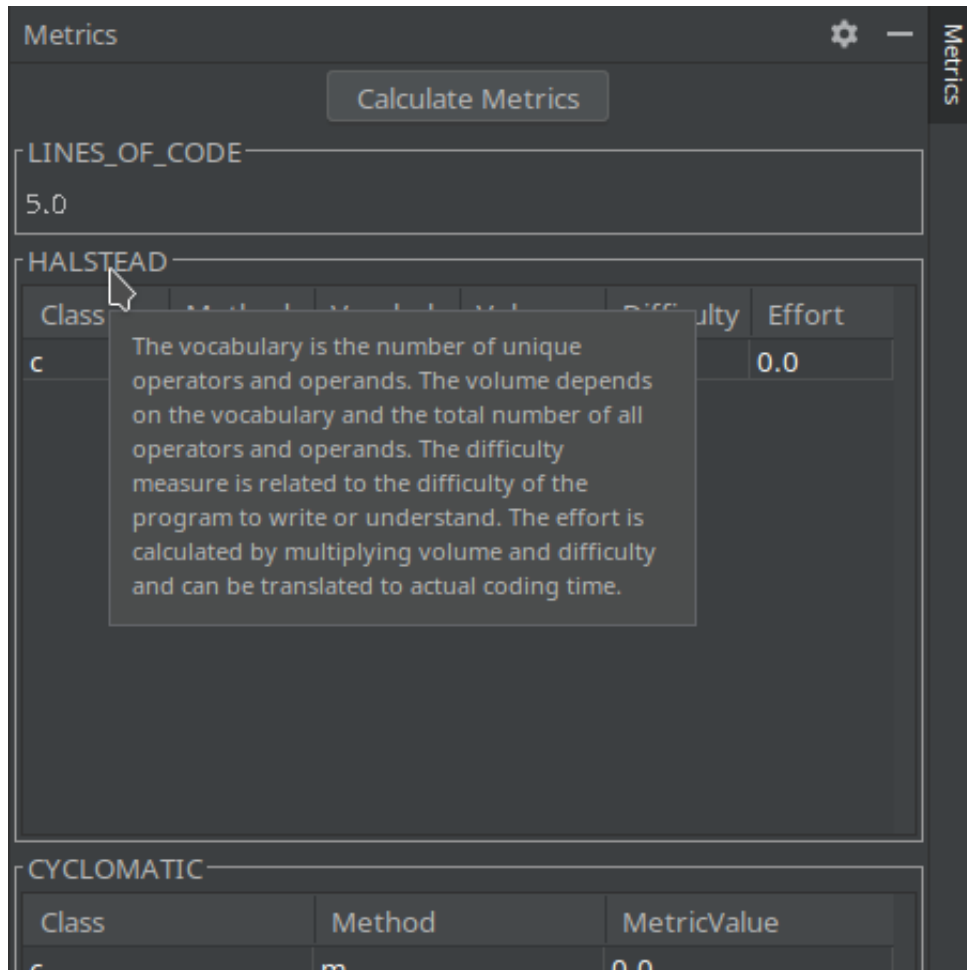 Metrics
Metrics
Calculate Metrics
LINES_OF_CODE
5.0
HALSTEAD
Class Difficulty Effort
c 0.0
The vocabulary is the number of unique
operators and operands. The volume depends
on the vocabulary and the total number of all
operators and operands. The difficulty
measure is related to the difficulty of the
program to write or understand. The effort is
calculated by multiplying volume and difficulty
and can be translated to actual coding time.
CYCLOMATIC
Class Method MetricValue
c m 0.0